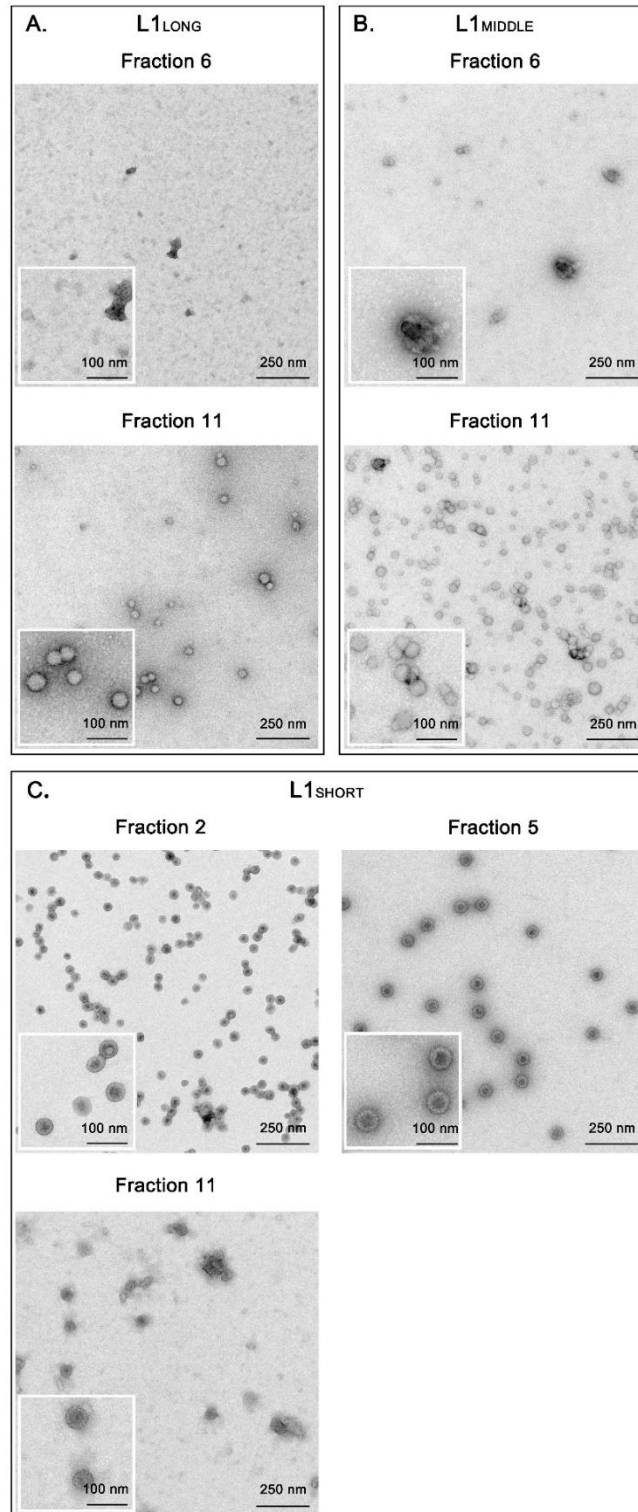 A. L1LONG
Fraction 6
100 nm 250 nm
Fraction 11
100 nm 250 nm
B. L1MIDDLE
Fraction 6
100 nm 250 nm
Fraction 11
100 nm 250 nm
C. L1SHORT
Fraction 2
100 nm 250 nm
Fraction 5
100 nm 250 nm
Fraction 11
100 nm 250 nm